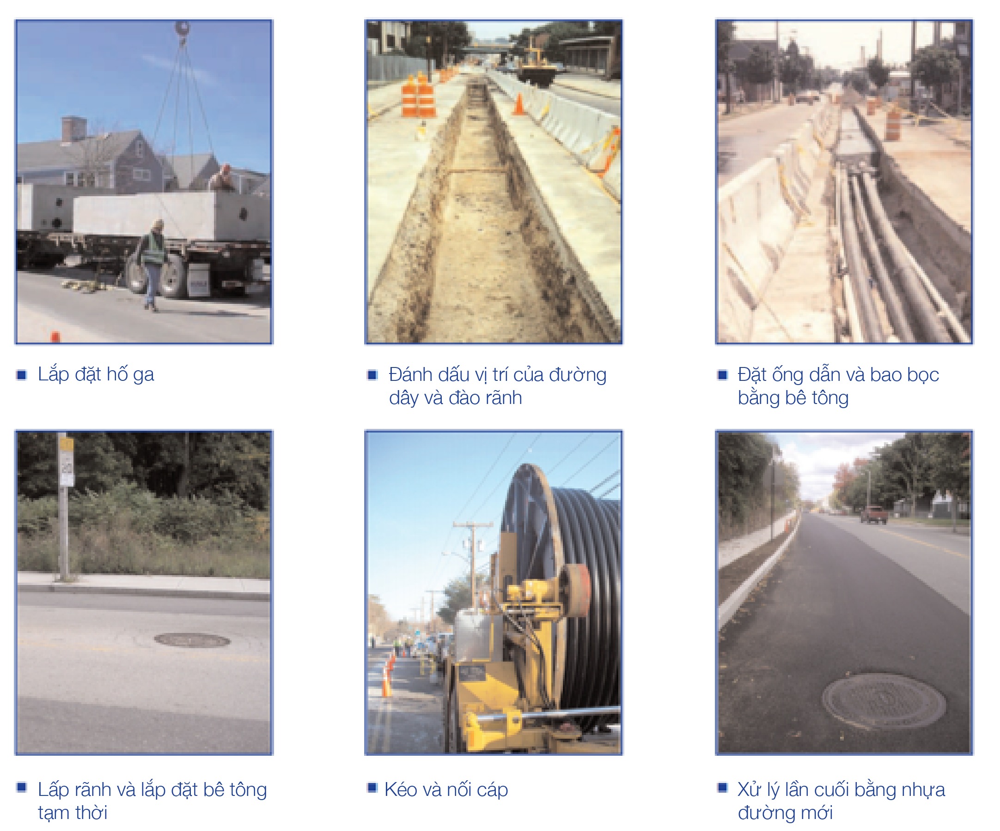 Lắp đặt hố ga
Đánh dấu vị trí của đường
dây và đào rãnh
Đặt ống dẫn và bao bọc
bằng bê tông
Lấp rãnh và lắp đặt bê tông
tạm thời
Kéo và nối cáp
Xử lý lần cuối bằng nhựa
đường mới